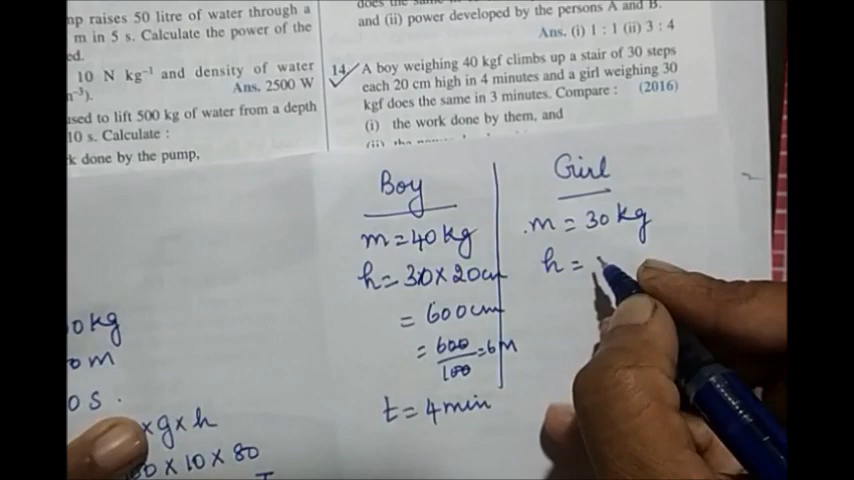 mp raises 50 litre of water through a
m in 5 s. Calculate the power of the
ed.
10 N kg⁻¹ and density of water
m⁻³). Ans. 2500 W
used to lift 500 kg of water from a depth
10 s. Calculate :
k done by the pump,
and (ii) power developed by the persons A and B.
Ans. (i) 1 : 1 (ii) 3 : 4
14. A boy weighing 40 kgf climbs up a stair of 30 steps
each 20 cm high in 4 minutes and a girl weighing 30
kgf does the same in 3 minutes. Compare : (2016)
(i) the work done by them, and
Boy
m = 40 kg
h = 30 × 20 cm
= 600 cm
= 600/100 = 6 m
t = 4 min
Girl
m = 30 kg
h =
0 kg
0 m
0 s.
× g × h
0 × 10 × 80